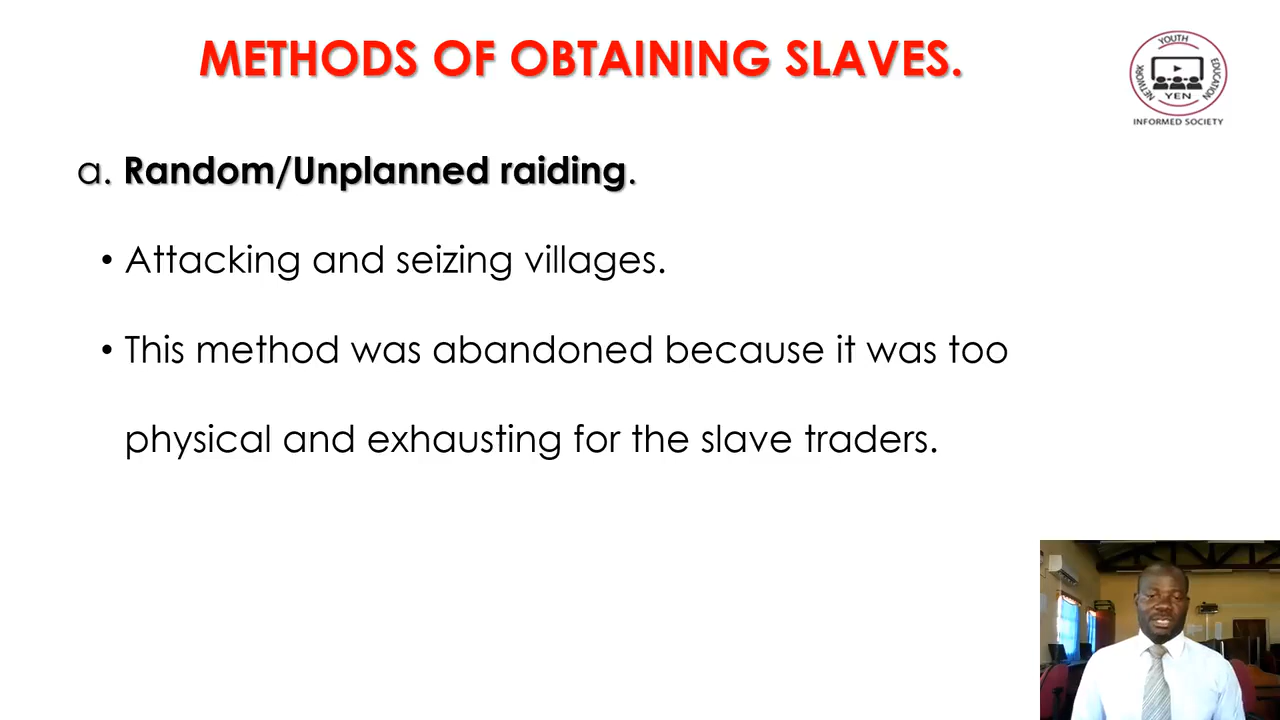 METHODS OF OBTAINING SLAVES.
YOUTH
EDUCATION
NETWORK
YEN
INFORMED SOCIETY
a. Random/Unplanned raiding.
• Attacking and seizing villages.
• This method was abandoned because it was too
physical and exhausting for the slave traders.